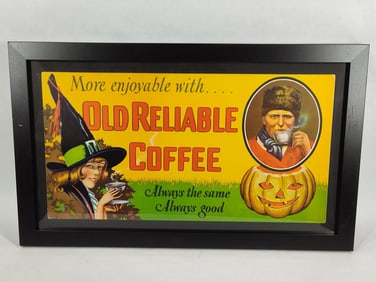 More enjoyable with....
OLD RELIABLE
COFFEE
Always the same
Always good